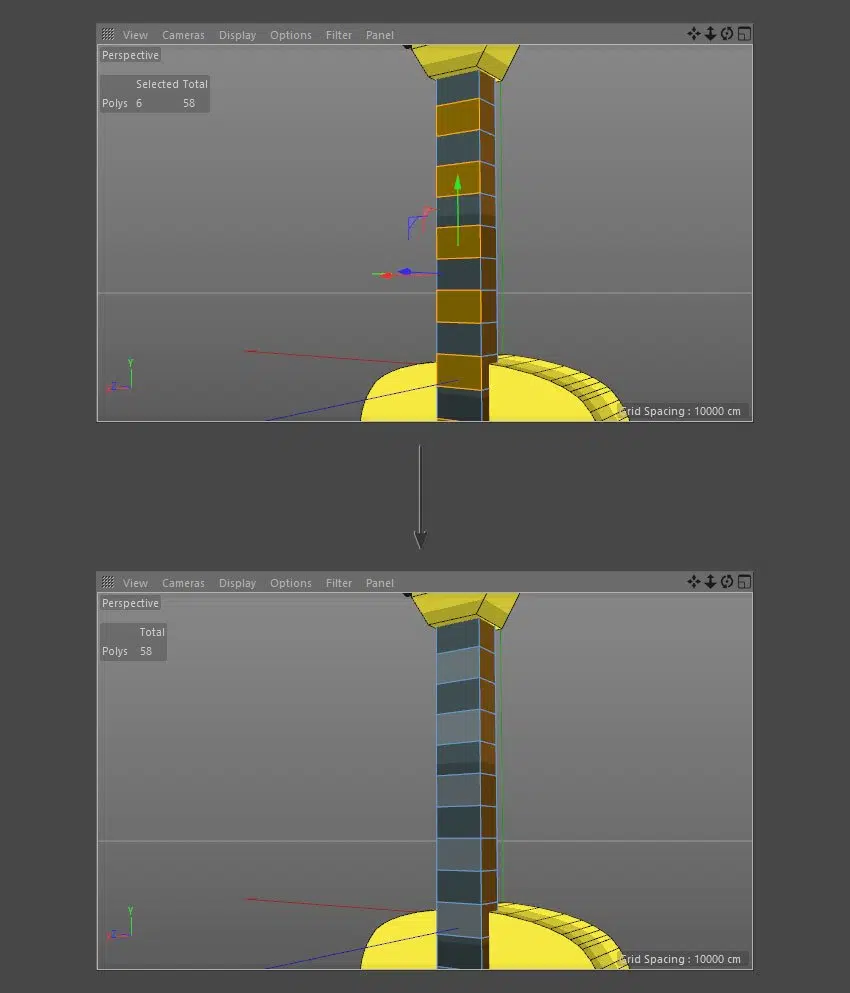 View Cameras Display Options Filter Panel
Perspective
Selected Total
Polys 6 58
Y
Z
Grid Spacing : 10000 cm
View Cameras Display Options Filter Panel
Perspective
Total
Polys 58
Y
Z
Grid Spacing : 10000 cm